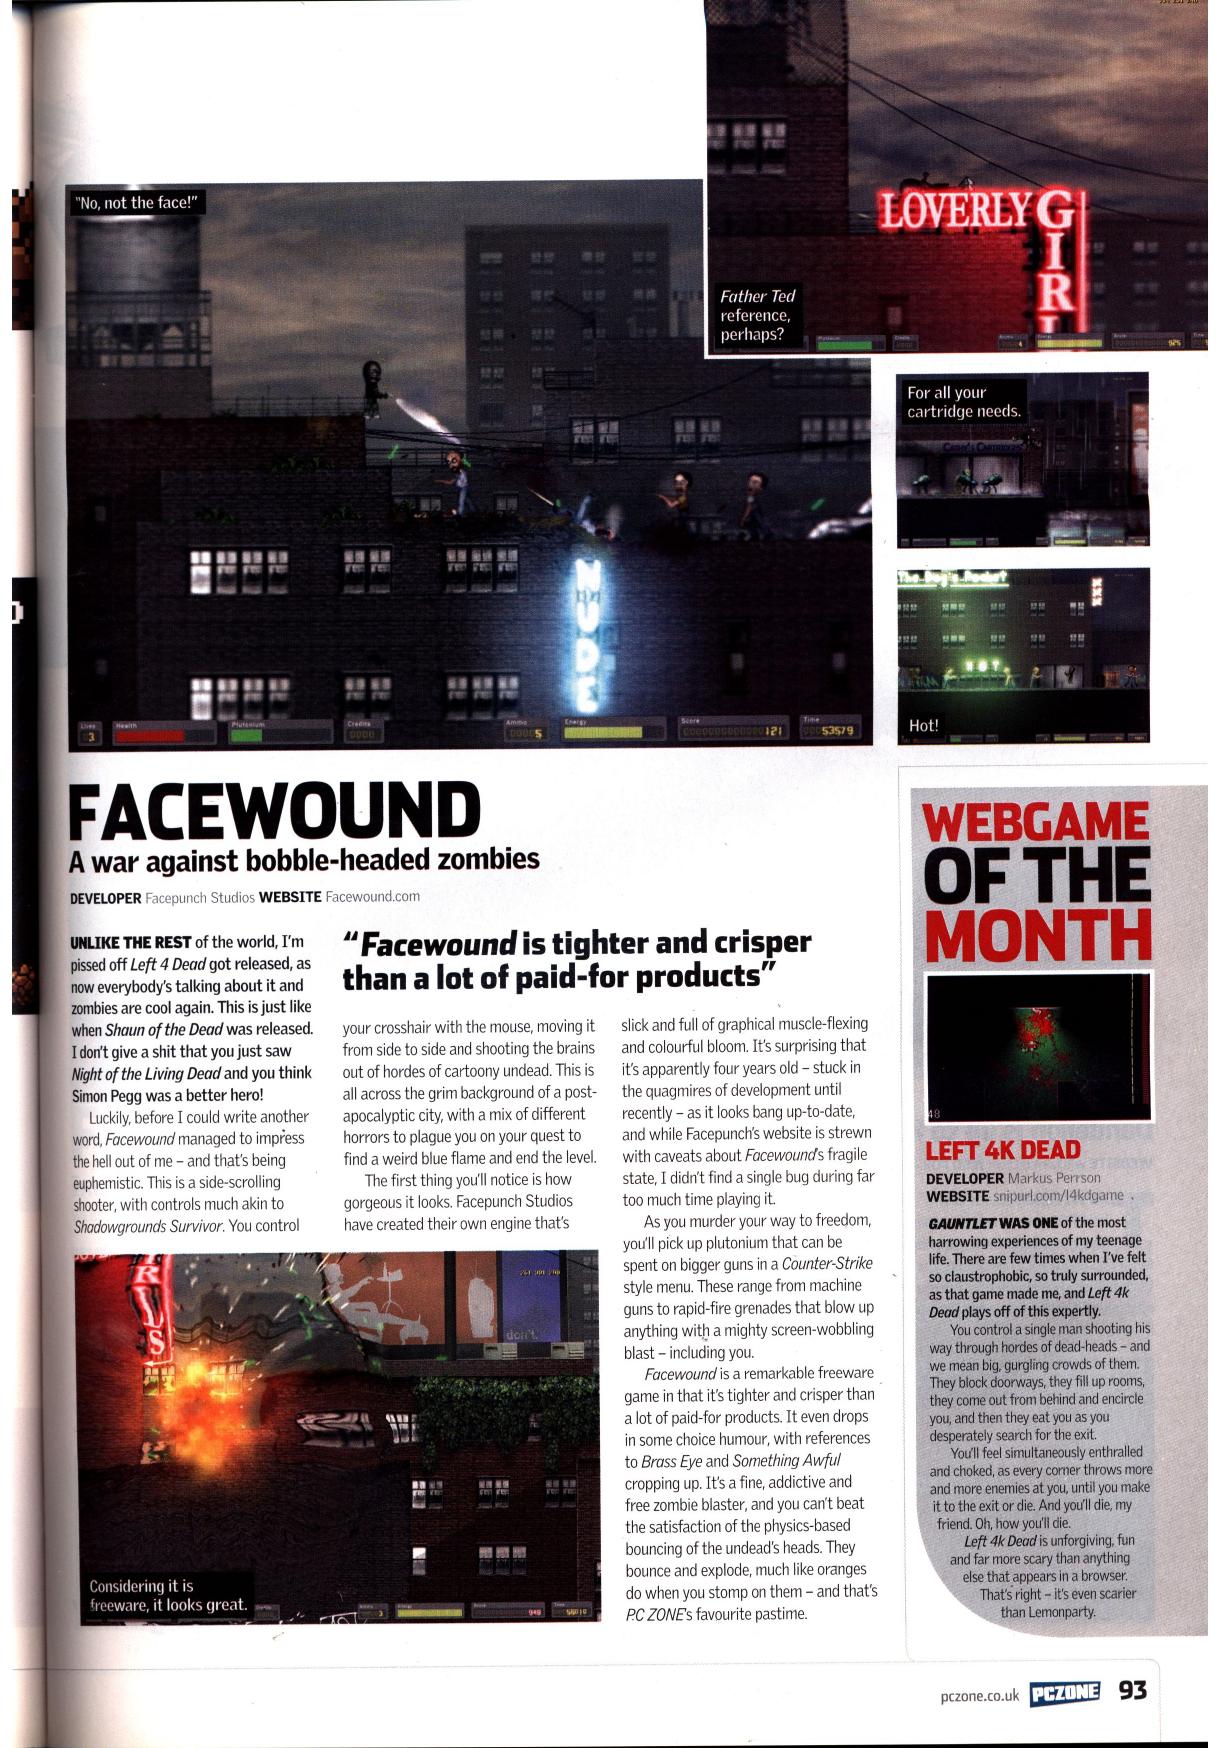 "No, not the face!"
LOVERLY GIRL
Father Ted
reference,
perhaps?
For all your
cartridge needs.
The Dog's Pocket
XXX
HOT
Hot!
NUDE
Lives
3
Health
Plutonium
Credits
0000
Ammo
00005
Energy
Score
00000000000000121
Time
00053579
FACEWOUND
A war against bobble-headed zombies
DEVELOPER Facepunch Studios WEBSITE Facewound.com
UNLIKE THE REST of the world, I'm
pissed off Left 4 Dead got released, as
now everybody's talking about it and
zombies are cool again. This is just like
when Shaun of the Dead was released.
I don't give a shit that you just saw
Night of the Living Dead and you think
Simon Pegg was a better hero!
Luckily, before I could write another
word, Facewound managed to impress
the hell out of me – and that's being
euphemistic. This is a side-scrolling
shooter, with controls much akin to
Shadowgrounds Survivor. You control
"Facewound is tighter and crisper
than a lot of paid-for products"
your crosshair with the mouse, moving it
from side to side and shooting the brains
out of hordes of cartoony undead. This is
all across the grim background of a post-
apocalyptic city, with a mix of different
horrors to plague you on your quest to
find a weird blue flame and end the level.
The first thing you'll notice is how
gorgeous it looks. Facepunch Studios
have created their own engine that's
slick and full of graphical muscle-flexing
and colourful bloom. It's surprising that
it's apparently four years old – stuck in
the quagmires of development until
recently – as it looks bang up-to-date,
and while Facepunch's website is strewn
with caveats about Facewound's fragile
state, I didn't find a single bug during far
too much time playing it.
As you murder your way to freedom,
you'll pick up plutonium that can be
spent on bigger guns in a Counter-Strike
style menu. These range from machine
guns to rapid-fire grenades that blow up
anything with a mighty screen-wobbling
blast – including you.
Facewound is a remarkable freeware
game in that it's tighter and crisper than
a lot of paid-for products. It even drops
in some choice humour, with references
to Brass Eye and Something Awful
cropping up. It's a fine, addictive and
free zombie blaster, and you can't beat
the satisfaction of the physics-based
bouncing of the undead's heads. They
bounce and explode, much like oranges
do when you stomp on them – and that's
PC ZONE's favourite pastime.
don't.
Considering it is
freeware, it looks great.
WEBGAME
OF THE
MONTH
48
LEFT 4K DEAD
DEVELOPER Markus Perrson
WEBSITE snipurl.com/l4kdgame
GAUNTLET WAS ONE of the most
harrowing experiences of my teenage
life. There are few times when I've felt
so claustrophobic, so truly surrounded,
as that game made me, and Left 4k
Dead plays off of this expertly.
You control a single man shooting his
way through hordes of dead-heads – and
we mean big, gurgling crowds of them.
They block doorways, they fill up rooms,
they come out from behind and encircle
you, and then they eat you as you
desperately search for the exit.
You'll feel simultaneously enthralled
and choked, as every corner throws more
and more enemies at you, until you make
it to the exit or die. And you'll die, my
friend. Oh, how you'll die.
Left 4k Dead is unforgiving, fun
and far more scary than anything
else that appears in a browser.
That's right – it's even scarier
than Lemonparty.
pczone.co.uk PCZONE 93